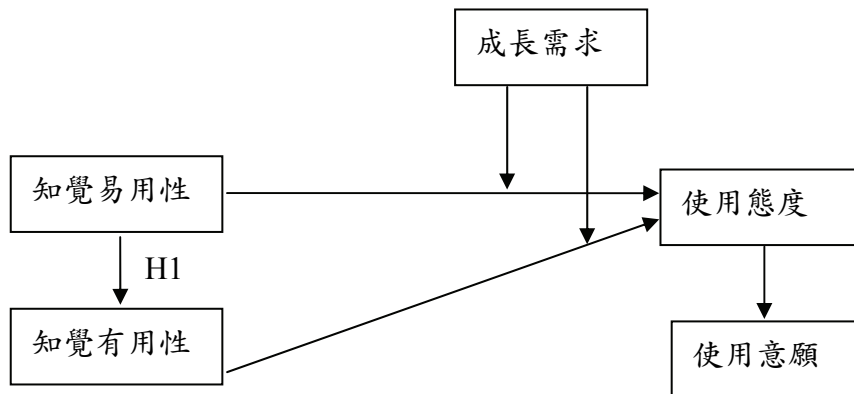 成長需求
知覺易用性
使用態度
H1
知覺有用性
使用意願